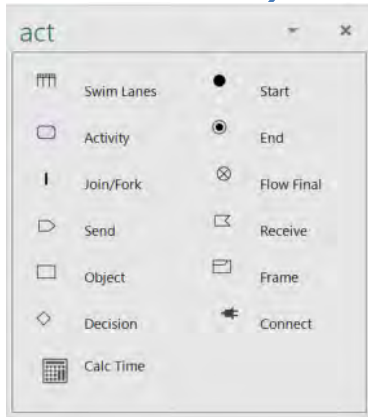 act
Swim Lanes
Start
Activity
End
Join/Fork
Flow Final
Send
Receive
Object
Frame
Decision
Connect
Calc Time